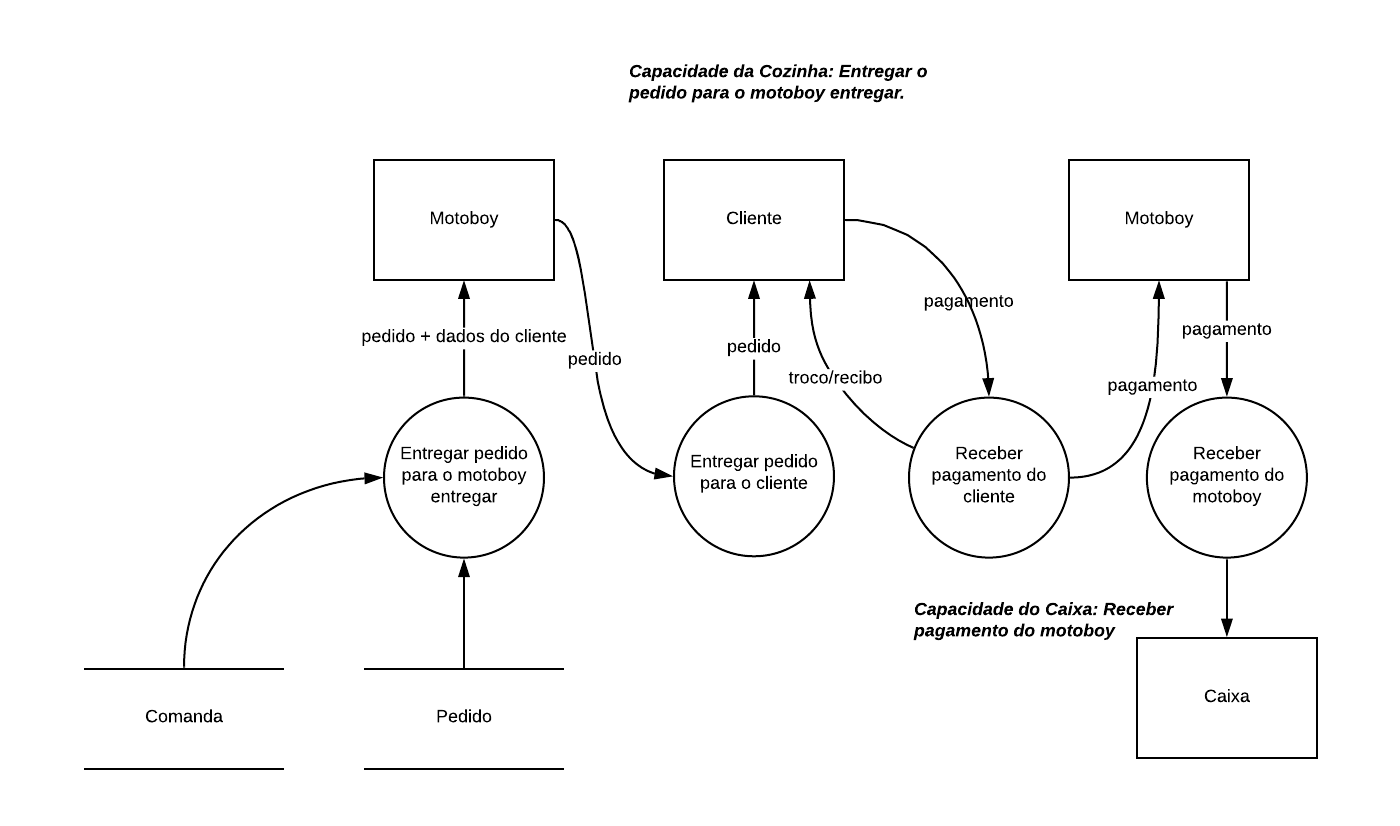 Capacidade da Cozinha: Entregar o
pedido para o motoboy entregar.
Motoboy
Cliente
Motoboy
pedido + dados do cliente
pedido
pedido
troco/recibo
pagamento
pagamento
pagamento
Entregar pedido
para o motoboy
entregar
Entregar pedido
para o cliente
Receber
pagamento do
cliente
Receber
pagamento do
motoboy
Capacidade do Caixa: Receber
pagamento do motoboy
Comanda
Pedido
Caixa